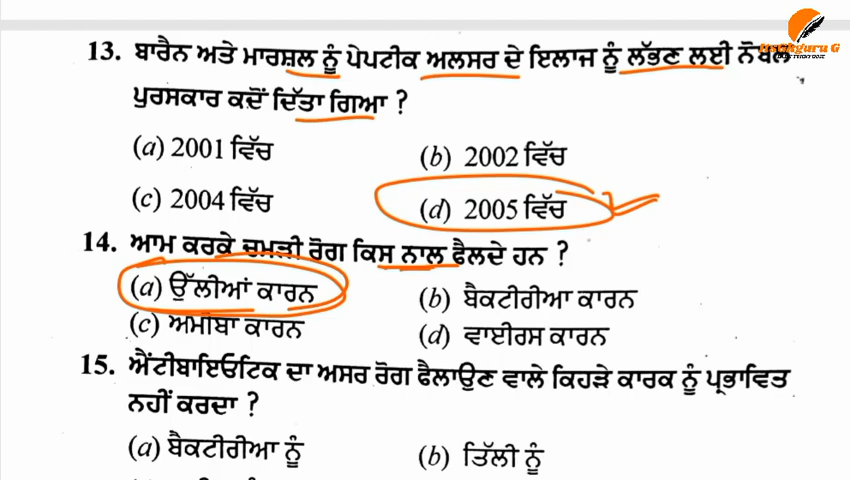 UsGkguru G
13. ਬਾਰੈਨ ਅਤੇ ਮਾਰਸ਼ਲ ਨੂੰ ਪੇਪਟੀਕ ਅਲਸਰ ਦੇ ਇਲਾਜ ਨੂੰ ਲੱਭਣ ਲਈ ਨੋਬਲ
ਪੁਰਸਕਾਰ ਕਦੋਂ ਦਿੱਤਾ ਗਿਆ ?
(a) 2001 ਵਿੱਚ (b) 2002 ਵਿੱਚ
(c) 2004 ਵਿੱਚ (d) 2005 ਵਿੱਚ
14. ਆਮ ਕਰਕੇ ਚਮੜੀ ਰੋਗ ਕਿਸ ਨਾਲ ਫੈਲਦੇ ਹਨ ?
(a) ਉੱਲੀਆਂ ਕਾਰਨ (b) ਬੈਕਟੀਰੀਆ ਕਾਰਨ
(c) ਅਮੀਬਾ ਕਾਰਨ (d) ਵਾਈਰਸ ਕਾਰਨ
15. ਐਂਟੀਬਾਇਓਟਿਕ ਦਾ ਅਸਰ ਰੋਗ ਫੈਲਾਉਣ ਵਾਲੇ ਕਿਹੜੇ ਕਾਰਕ ਨੂੰ ਪ੍ਰਭਾਵਿਤ
ਨਹੀਂ ਕਰਦਾ ?
(a) ਬੈਕਟੀਰੀਆ ਨੂੰ (b) ਤਿੱਲੀ ਨੂੰ